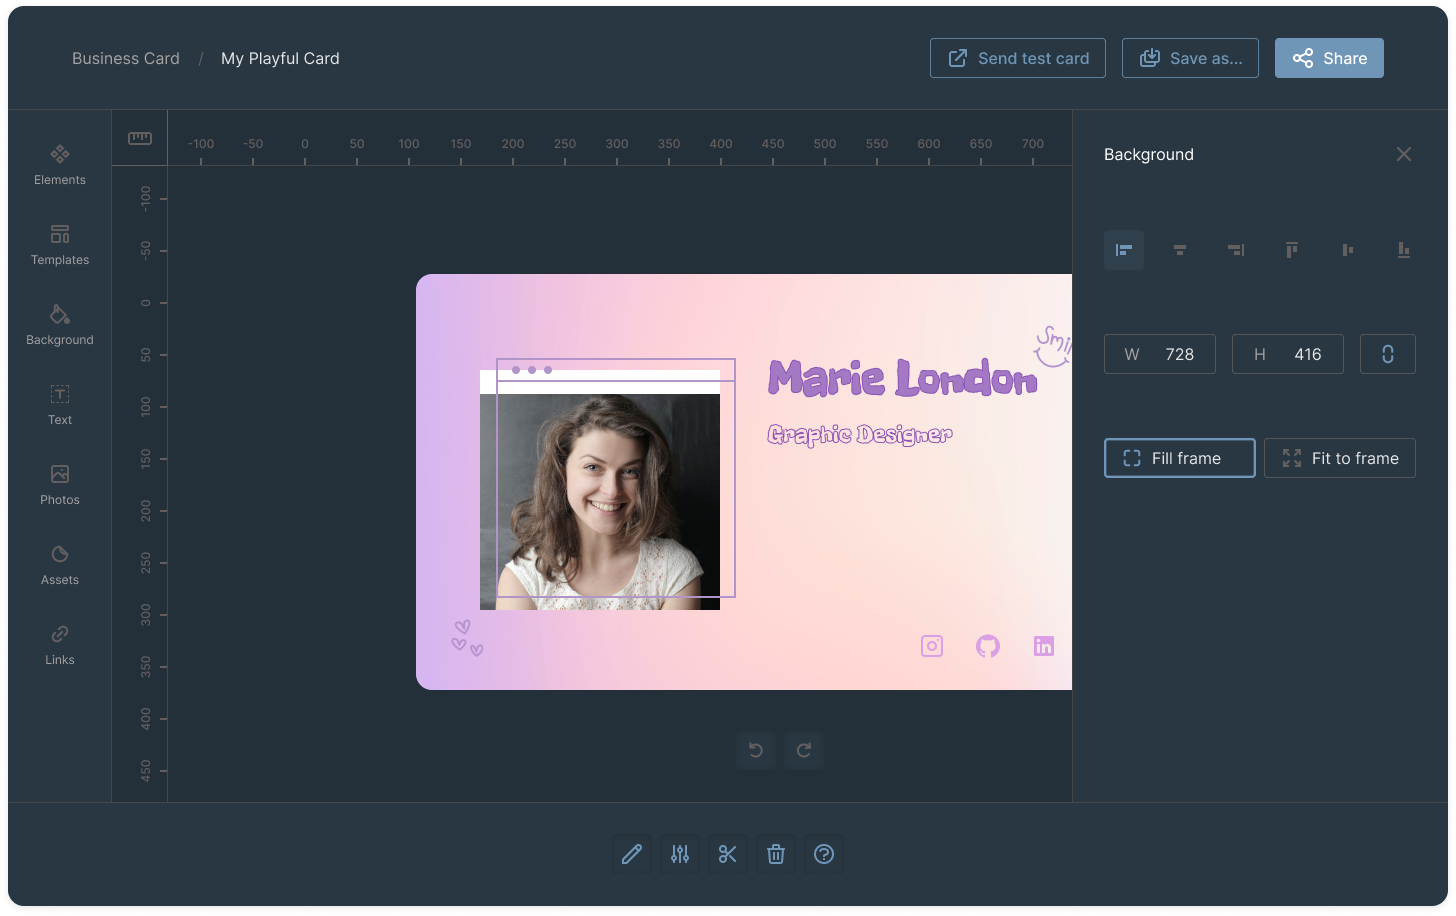 Business Card / My Playful Card
Send test card
Save as...
Share
-100 -50 0 50 100 150 200 250 300 350 400 450 500 550 600 650 700
Background
Elements
Templates
Background
Text
Photos
Assets
Links
-100
-50
0
50
100
150
200
250
300
350
400
450
Marie London
Graphic Designer
W 728
H 416
Fill frame
Fit to frame